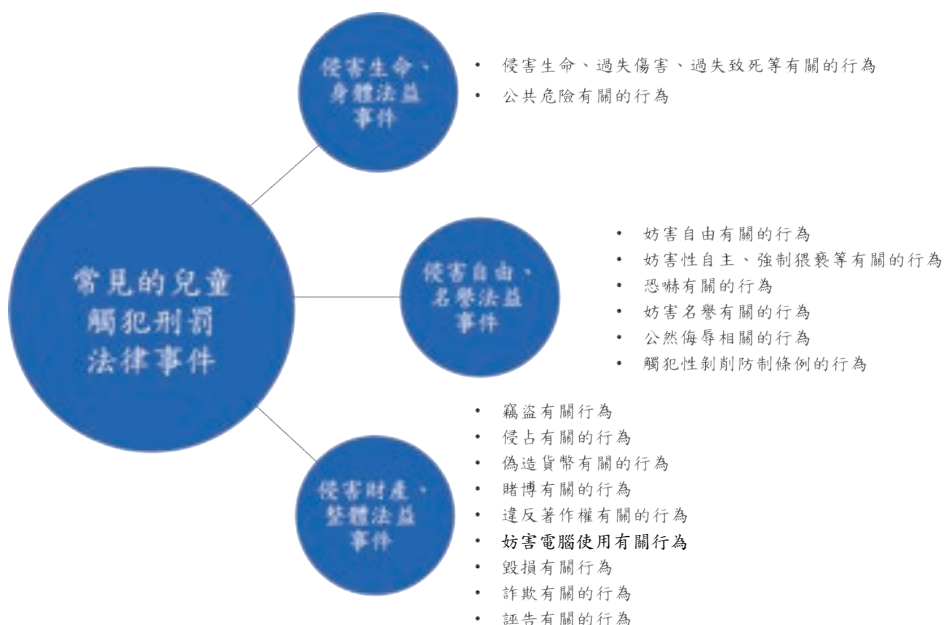 侵害生命、
身體法益
事件
• 侵害生命、過失傷害、過失致死等有關的行為
• 公共危險有關的行為
常見的兒童
觸犯刑罰
法律事件
侵害自由、
名譽法益
事件
• 妨害自由有關的行為
• 妨害性自主、強制猥褻等有關的行為
• 恐嚇有關的行為
• 妨害名譽有關的行為
• 公然侮辱相關的行為
• 觸犯性剝削防制條例的行為
侵害財產、
整體法益
事件
• 竊盜有關行為
• 侵占有關的行為
• 偽造貨幣有關的行為
• 賭博有關的行為
• 違反著作權有關的行為
• 妨害電腦使用有關行為
• 毀損有關行為
• 詐欺有關的行為
• 誣告有關的行為